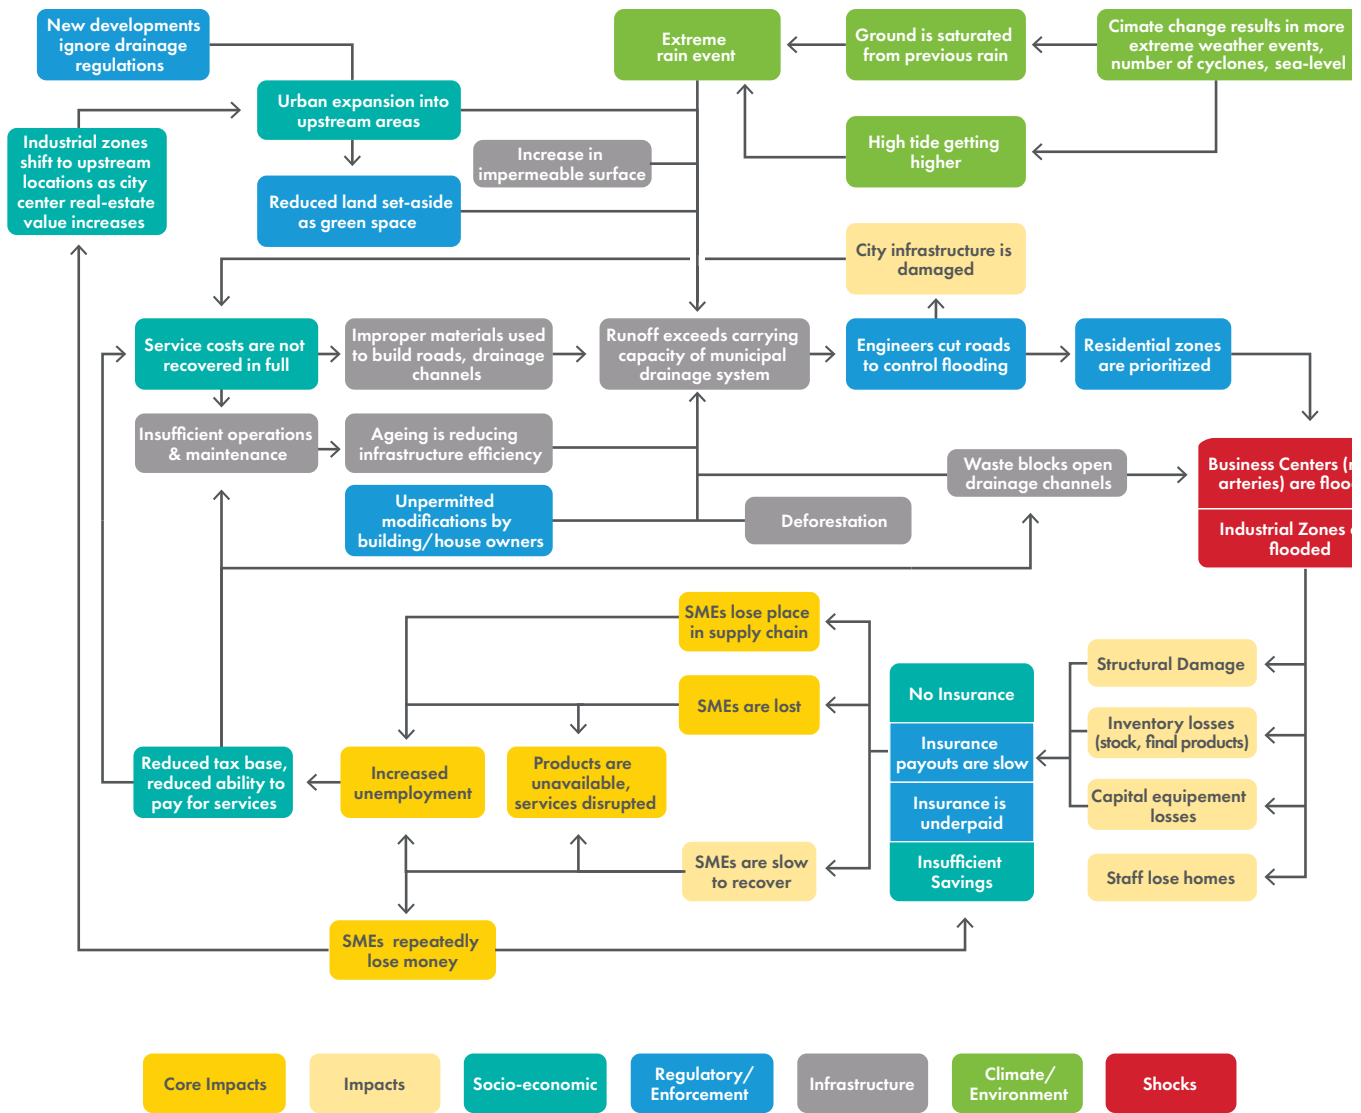 New developments
ignore drainage
regulations
Extreme
rain event
Ground is saturated
from previous rain
Cimate change results in more
extreme weather events,
number of cyclones, sea-level
Urban expansion into
upstream areas
Industrial zones
shift to upstream
locations as city
center real-estate
value increases
Increase in
impermeable surface
High tide getting
higher
Reduced land set-aside
as green space
City infrastructure is
damaged
Service costs are not
recovered in full
Improper materials used
to build roads, drainage
channels
Runoff exceeds carrying
capacity of municipal
drainage system
Engineers cut roads
to control flooding
Residential zones
are prioritized
Insufficient operations
& maintenance
Ageing is reducing
infrastructure efficiency
Waste blocks open
drainage channels
Business Centers
arteries) are
Unpermitted
modifications by
building/house owners
Deforestation
Industrial Zones
flooded
SMEs lose place
in supply chain
Structural Damage
No Insurance
SMEs are lost
Inventory losses
(stock, final products)
Insurance
payouts are slow
Reduced tax base,
reduced ability to
pay for services
Increased
unemployment
Products are
unavailable,
services disrupted
Insurance is
underpaid
Capital equipement
losses
SMEs are slow
to recover
Insufficient
Savings
Staff lose homes
SMEs repeatedly
lose money
Core Impacts
Impacts
Socio-economic
Regulatory/
Enforcement
Infrastructure
Climate/
Environment
Shocks